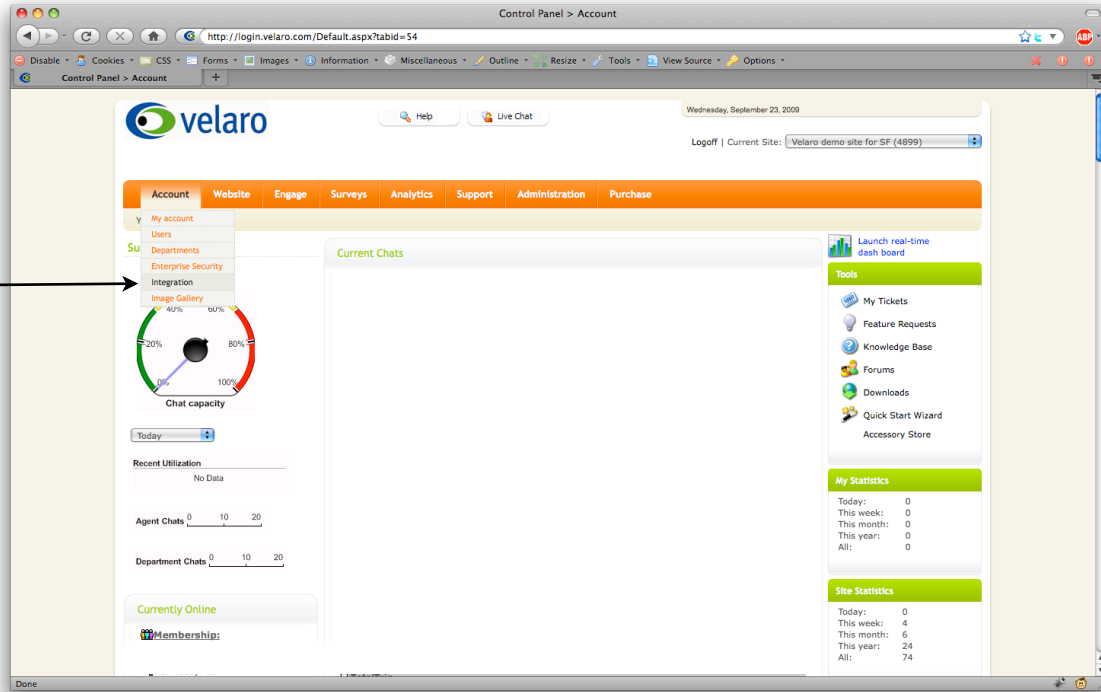 Control Panel > Account
http://login.velaro.com/Default.aspx?tabid=54
ABP
Disable Cookies CSS Forms Images Information Miscellaneous Outline Resize Tools View Source Options
Control Panel > Account
velaro
Help
Live Chat
Wednesday, September 23, 2009
Logoff | Current Site: Velaro demo site for SF (4899)
Account Website Engage Surveys Analytics Support Administration Purchase
My account
Users
Departments
Enterprise Security
Integration
Image Gallery
Current Chats
40% 60%
20% 80%
0% 100%
Chat capacity
Today
Recent Utilization
No Data
Agent Chats 0 10 20
Department Chats 0 10 20
Currently Online
Membership:
Launch real-time
dash board
Tools
My Tickets
Feature Requests
Knowledge Base
Forums
Downloads
Quick Start Wizard
Accessory Store
My Statistics
Today: 0
This week: 0
This month: 0
This year: 0
All: 0
Site Statistics
Today: 0
This week: 4
This month: 6
This year: 24
All: 74
Done